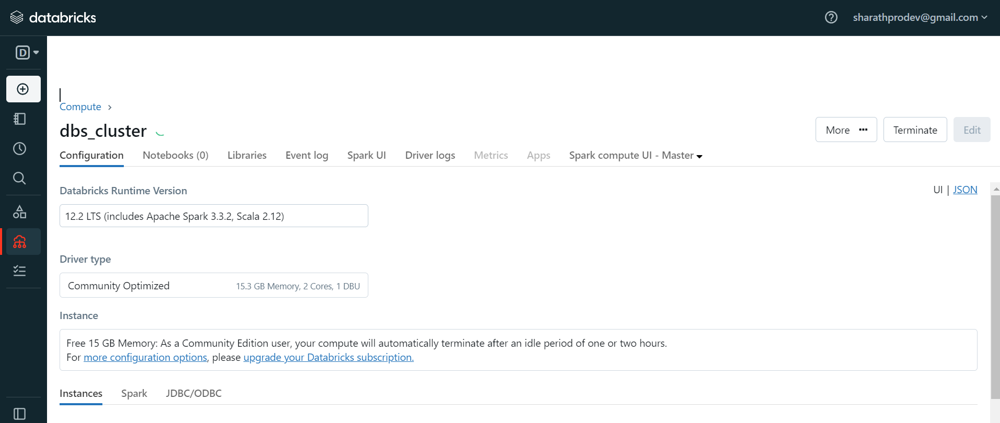 databricks
? sharathprodev@gmail.com
D
Compute >
dbs_cluster
More ··· Terminate Edit
Configuration Notebooks (0) Libraries Event log Spark UI Driver logs Metrics Apps Spark compute UI - Master
UI | JSON
Databricks Runtime Version
12.2 LTS (includes Apache Spark 3.3.2, Scala 2.12)
Driver type
Community Optimized 15.3 GB Memory, 2 Cores, 1 DBU
Instance
Free 15 GB Memory: As a Community Edition user, your compute will automatically terminate after an idle period of one or two hours.
For more configuration options, please upgrade your Databricks subscription.
Instances Spark JDBC/ODBC